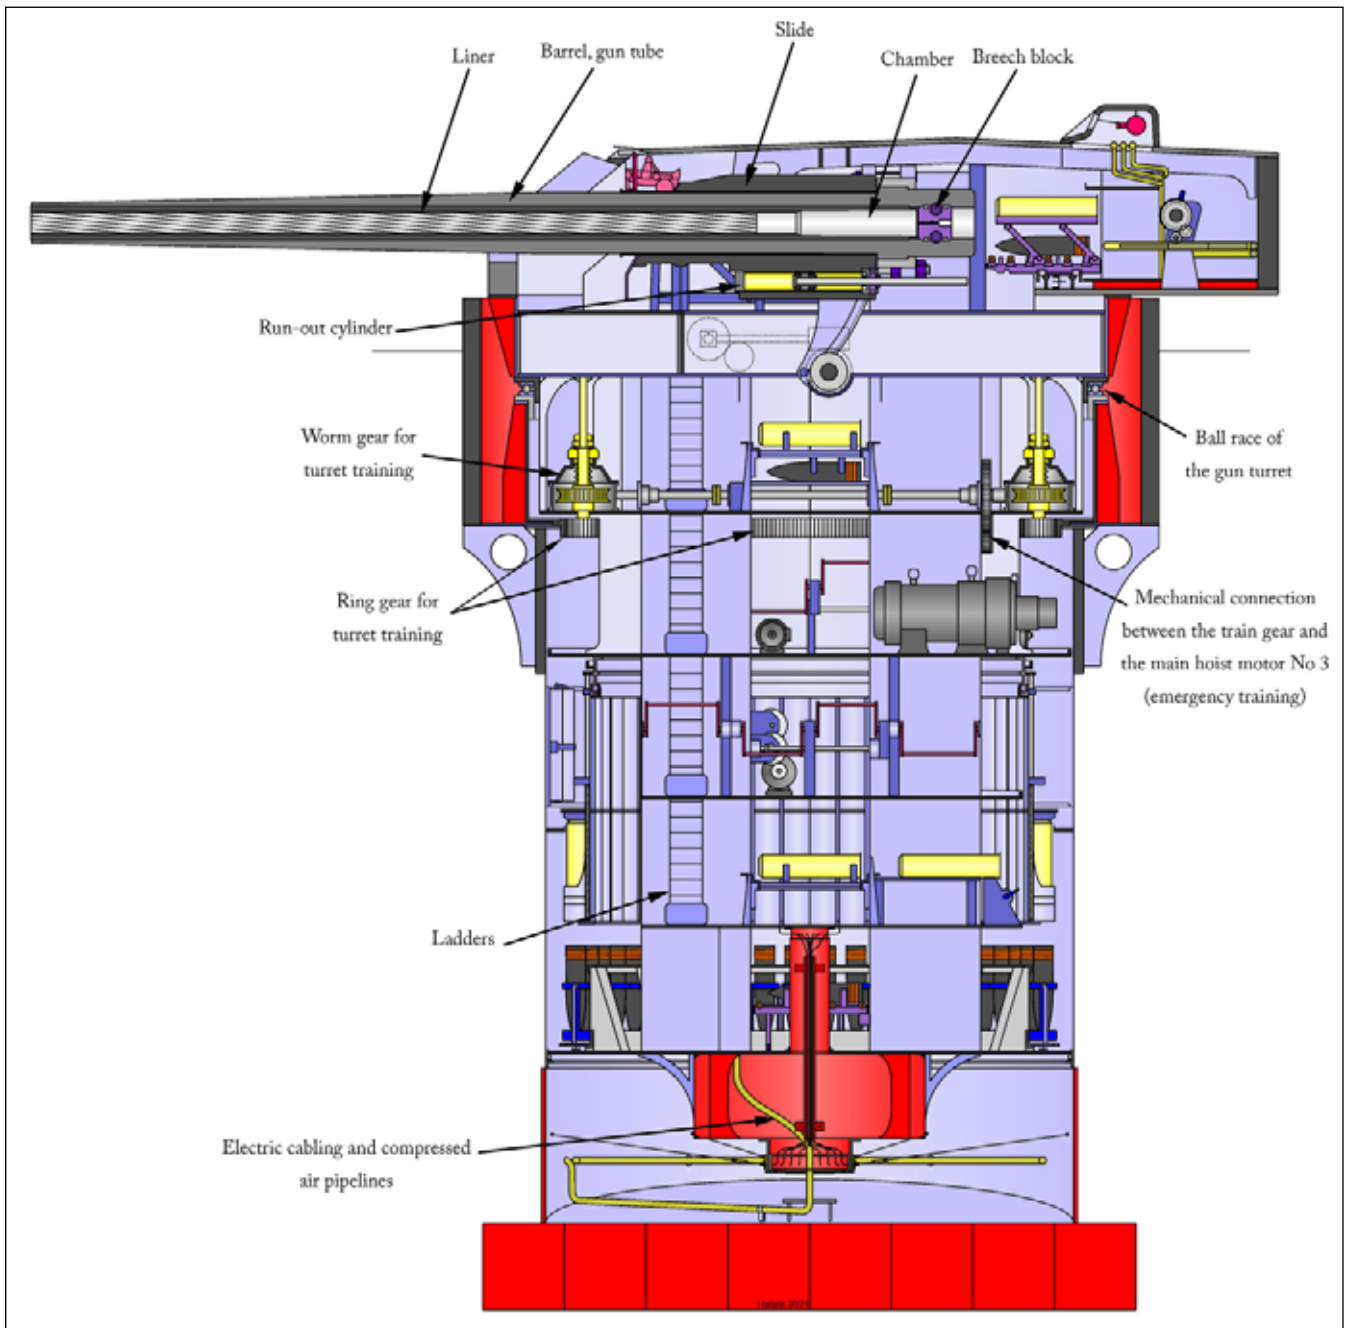 Slide
Barrel, gun tube
Liner
Chamber
Breech block
Run-out cylinder
Worm gear for
turret training
Ball race of
the gun turret
Ring gear for
turret training
Mechanical connection
between the train gear and
the main hoist motor No 3
(emergency training)
Ladders
Electric cabling and compressed
air pipelines
2021